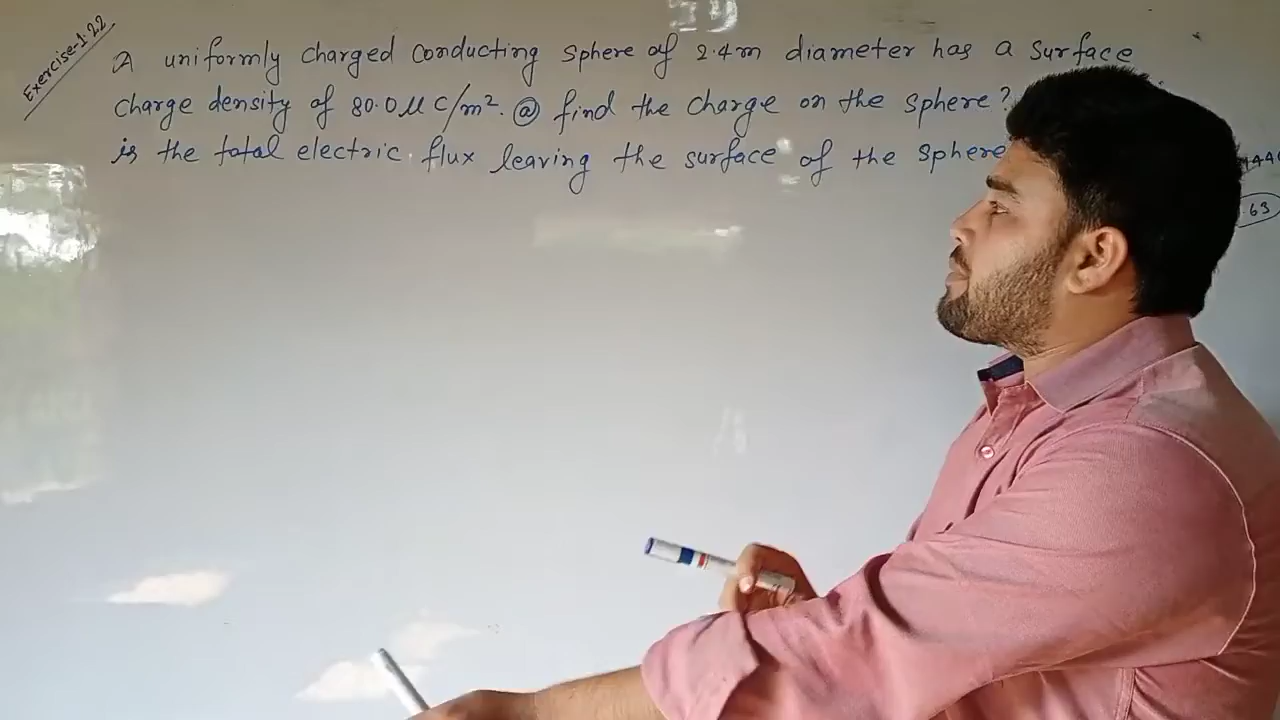 Exercise-1.22
A uniformly charged conducting sphere of 2.4m diameter has a surface
charge density of 80.0 μ C/m². ⓐ find the charge on the sphere?
is the total electric flux leaving the surface of the sphere
.63